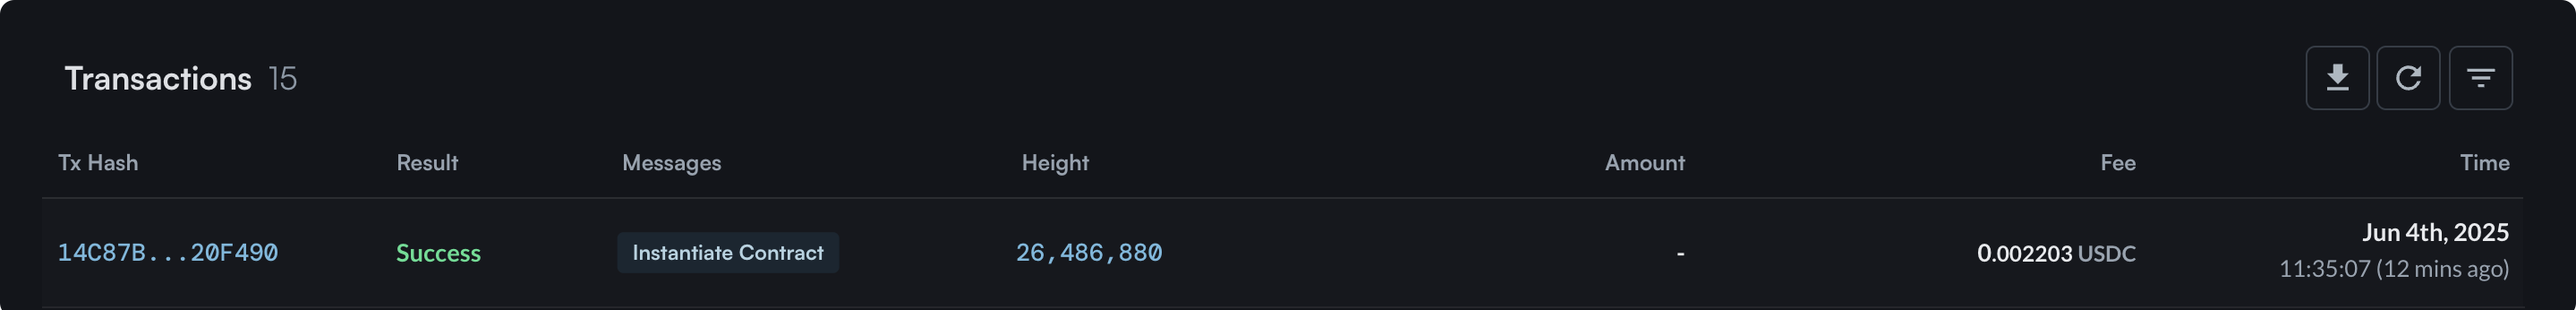 Transactions 15
Tx Hash Result Messages Height Amount Fee Time
14C87B...20F490 Success Instantiate Contract 26,486,880 - 0.002203 USDC Jun 4th, 2025
11:35:07 (12 mins ago)